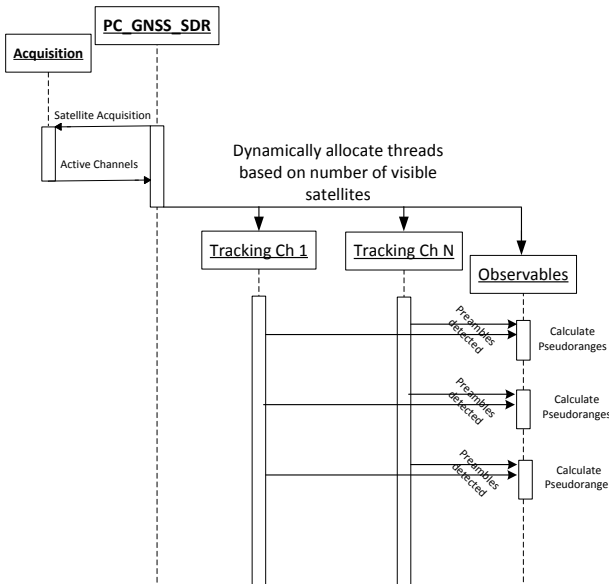 PC_GNSS_SDR
Acquisition
Satellite Acquisition
Active Channels
Dynamically allocate threads
based on number of visible
satellites
Tracking Ch 1
Tracking Ch N
Observables
Preambles
detected
Calculate
Pseudoranges
Preambles
detected
Calculate
Pseudoranges
Preambles
detected
Calculate
Pseudorange